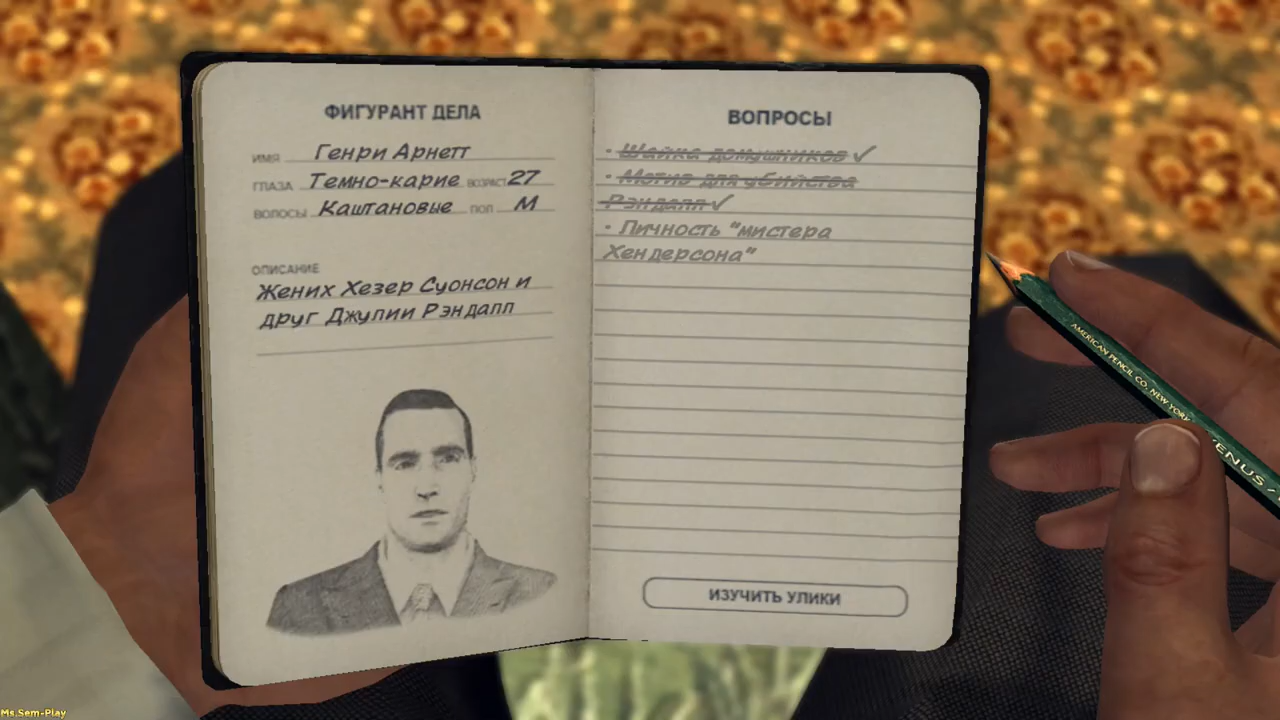 ФИГУРАНТ ДЕЛА
ИМЯ Генри Арнетт
ГЛАЗА Темно-карие ВОЗРАСТ 27
ВОЛОСЫ Каштановые ПОЛ М
ОПИСАНИЕ
Жених Хезер Суонсон и
друг Джулии Рэндалл
ВОПРОСЫ
· Шайка домушников ✓
· Мотив для убийства
Рэндалл ✓
· Личность "мистера
Хендерсона"
ИЗУЧИТЬ УЛИКИ
AMERICAN PENCIL CO. NEW YORK
VENUS
Ms.Sem-Play